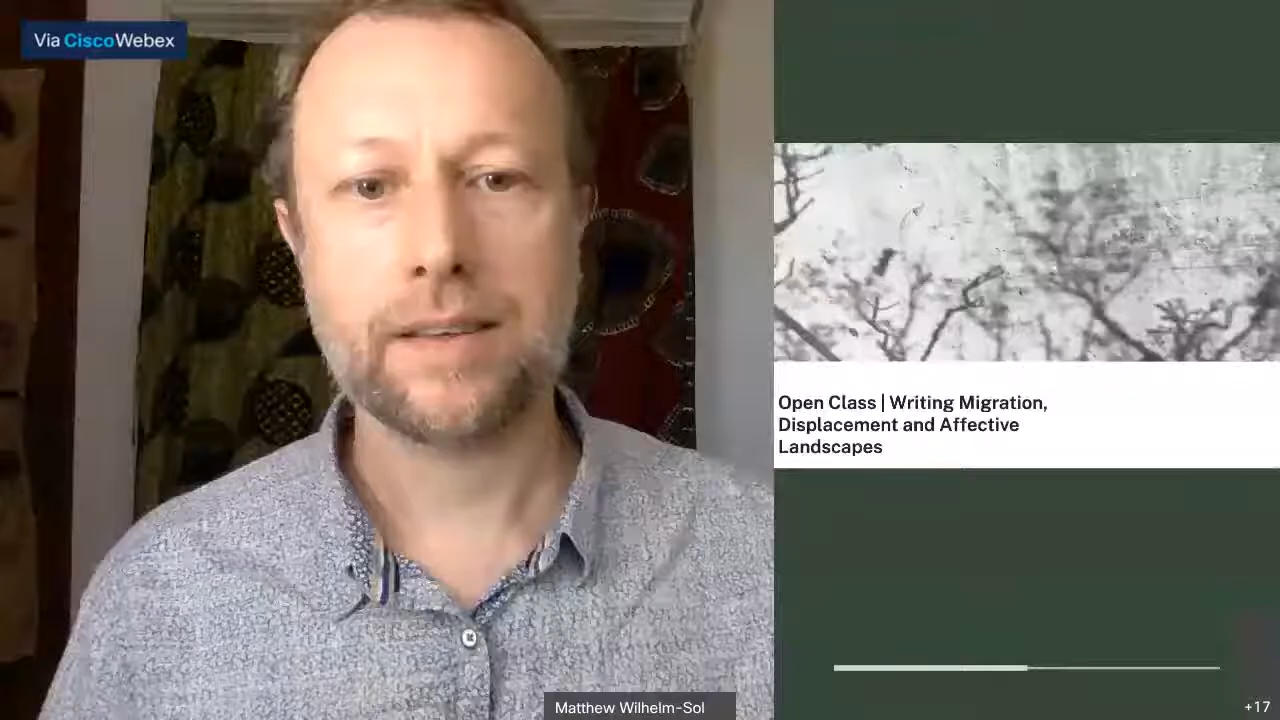 Via CiscoWebex
Open Class | Writing Migration,
Displacement and Affective
Landscapes
Matthew Wilhelm-Sol
+17